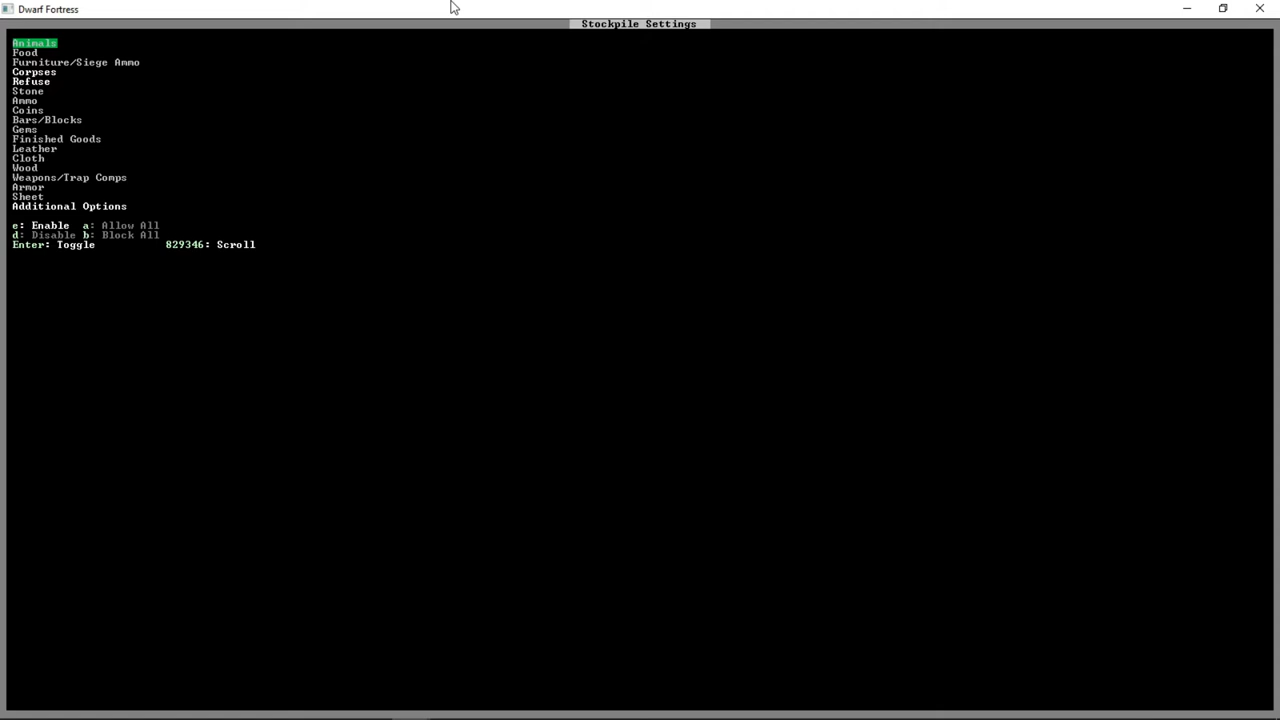 Dwarf Fortress
Stockpile Settings
Animals
Food
Furniture/Siege Ammo
Corpses
Refuse
Stone
Ammo
Coins
Bars/Blocks
Gems
Finished Goods
Leather
Cloth
Wood
Weapons/Trap Comps
Armor
Sheet
Additional Options
e: Enable  a: Allow All
d: Disable b: Block All
Enter: Toggle 829346: Scroll